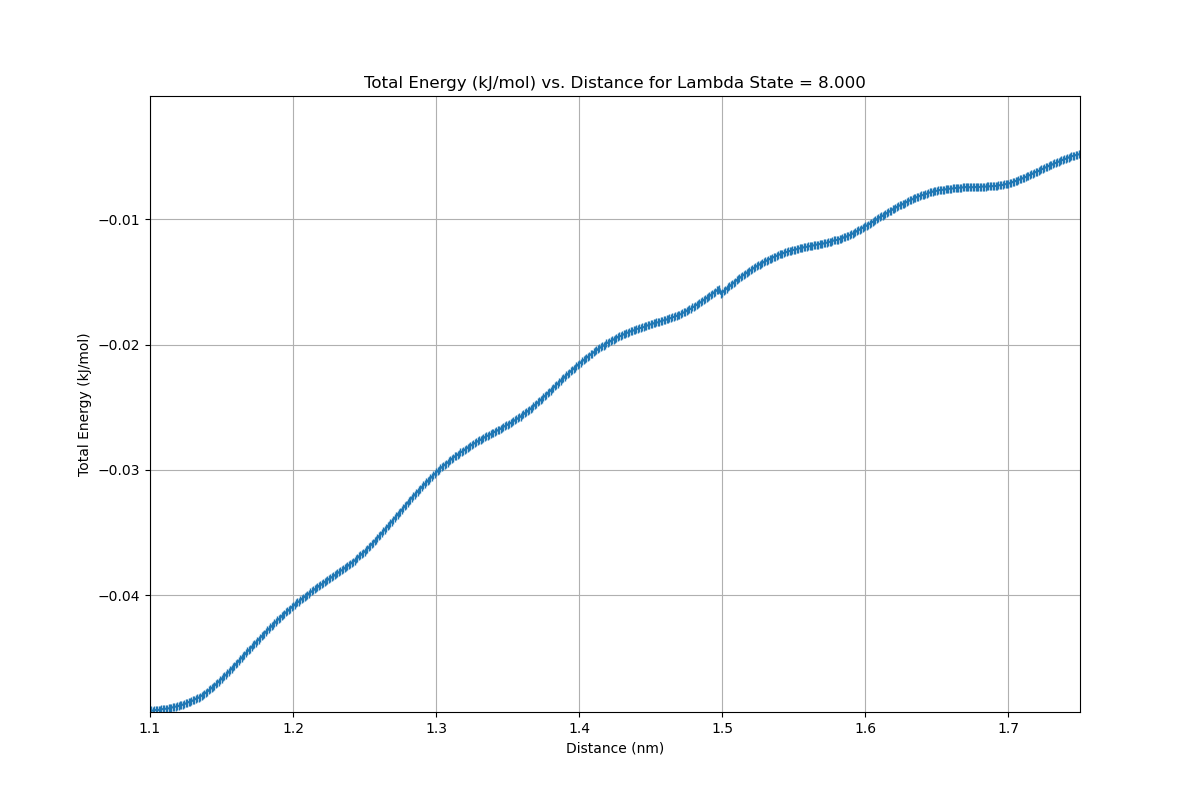 Total Energy (kJ/mol) vs. Distance for Lambda State = 8.000
Total Energy (kJ/mol)
−0.01
−0.02
−0.03
−0.04
1.1 1.2 1.3 1.4 1.5 1.6 1.7
Distance (nm)